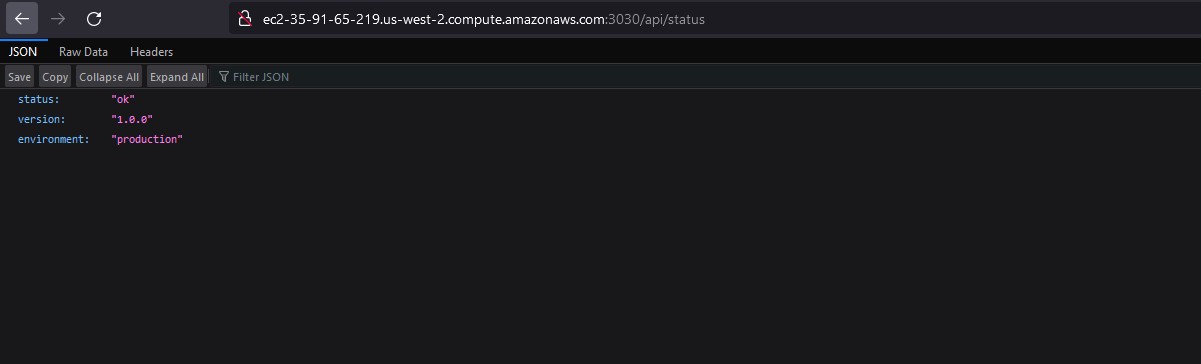 ec2-35-91-65-219.us-west-2.compute.amazonaws.com:3030/api/status
JSON Raw Data Headers
Save Copy Collapse All Expand All Filter JSON
status: "ok"
version: "1.0.0"
environment: "production"